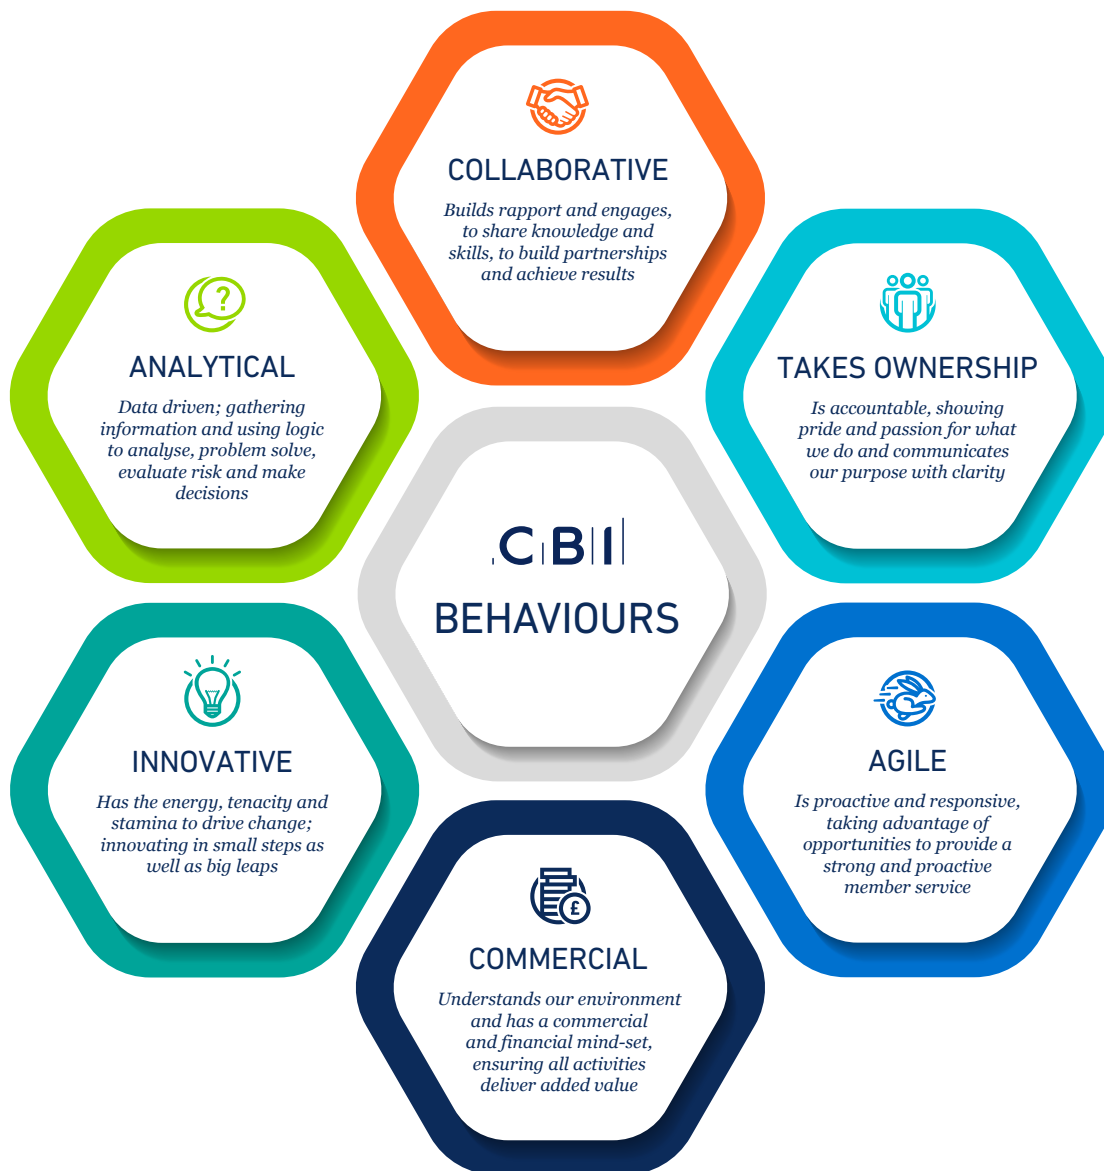 COLLABORATIVE
Builds rapport and engages,
to share knowledge and
skills, to build partnerships
and achieve results
?
ANALYTICAL
Data driven; gathering
information and using logic
to analyse, problem solve,
evaluate risk and make
decisions
TAKES OWNERSHIP
Is accountable, showing
pride and passion for what
we do and communicates
our purpose with clarity
CBI
BEHAVIOURS
INNOVATIVE
Has the energy, tenacity and
stamina to drive change;
innovating in small steps as
well as big leaps
AGILE
Is proactive and responsive,
taking advantage of
opportunities to provide a
strong and proactive
member service
£
COMMERCIAL
Understands our environment
and has a commercial
and financial mind-set,
ensuring all activities
deliver added value